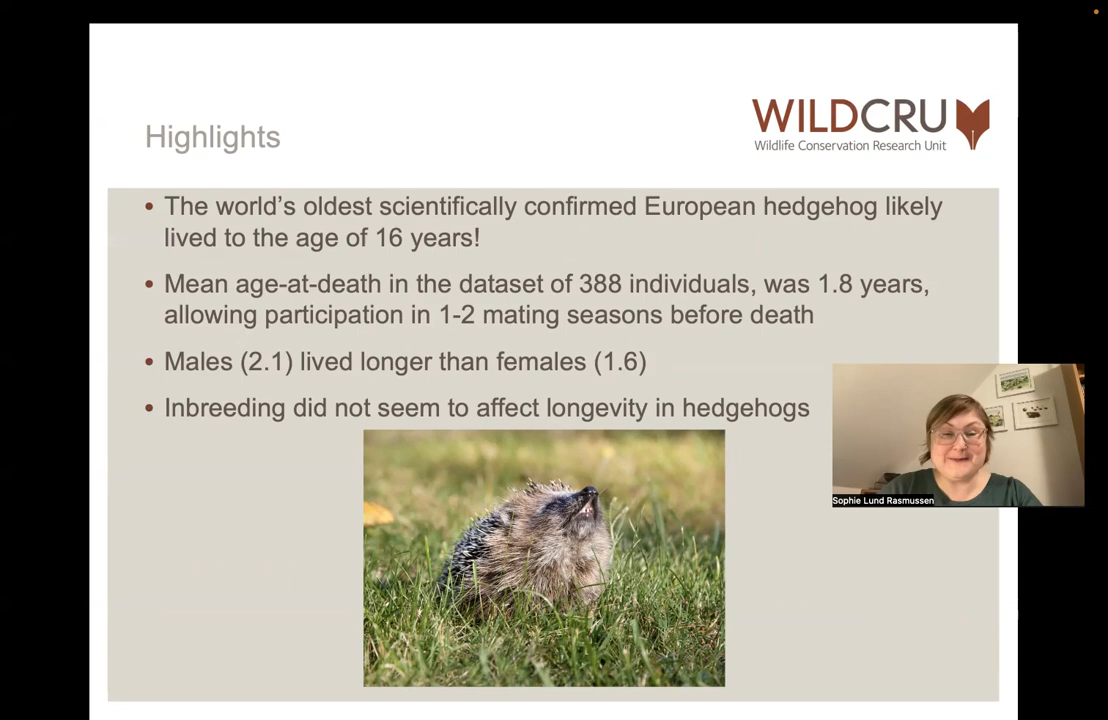 Highlights
WILDCRU
Wildlife Conservation Research Unit
• The world's oldest scientifically confirmed European hedgehog likely
lived to the age of 16 years!
• Mean age-at-death in the dataset of 388 individuals, was 1.8 years,
allowing participation in 1-2 mating seasons before death
• Males (2.1) lived longer than females (1.6)
• Inbreeding did not seem to affect longevity in hedgehogs
Sophie Lund Rasmussen